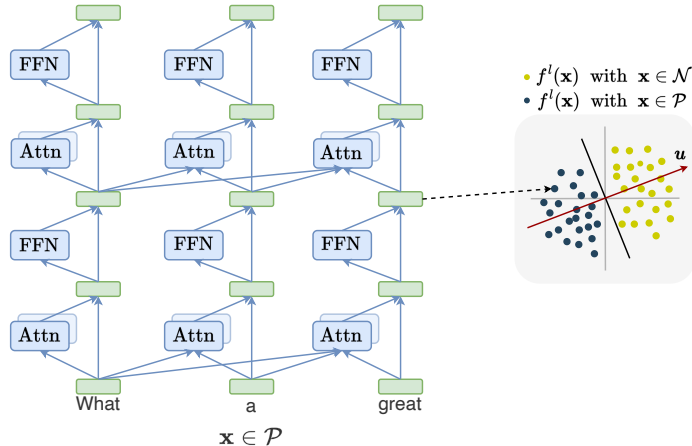 FFN FFN FFN
Attn Attn Attn
FFN FFN FFN
Attn Attn Attn
What a great
x ∈ 𝒫
f^l(x) with x ∈ 𝒩
f^l(x) with x ∈ 𝒫
u